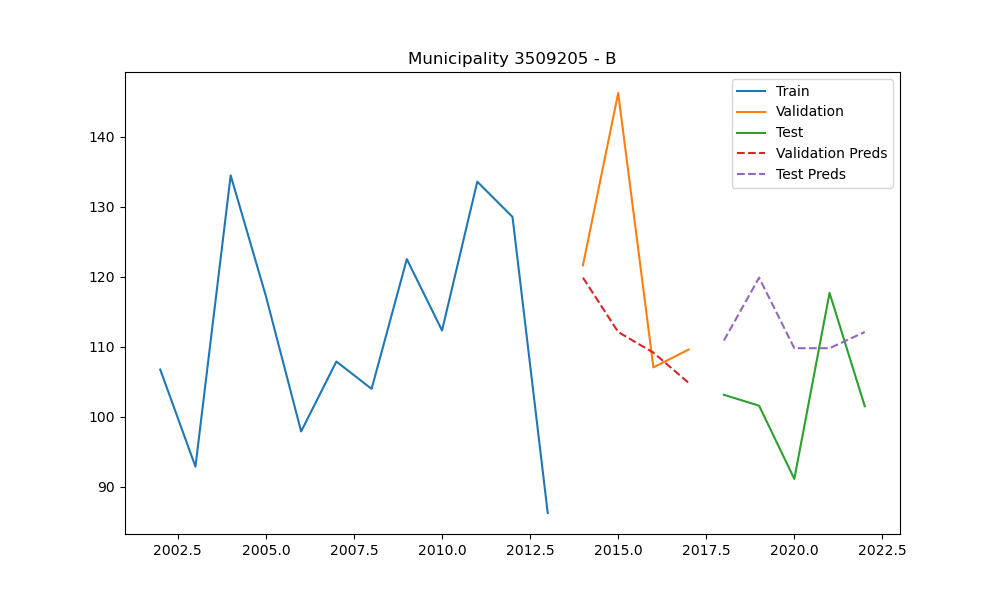 Municipality 3509205 - B
Train
Validation
Test
Validation Preds
Test Preds
140
130
120
110
100
90
2002.5 2005.0 2007.5 2010.0 2012.5 2015.0 2017.5 2020.0 2022.5